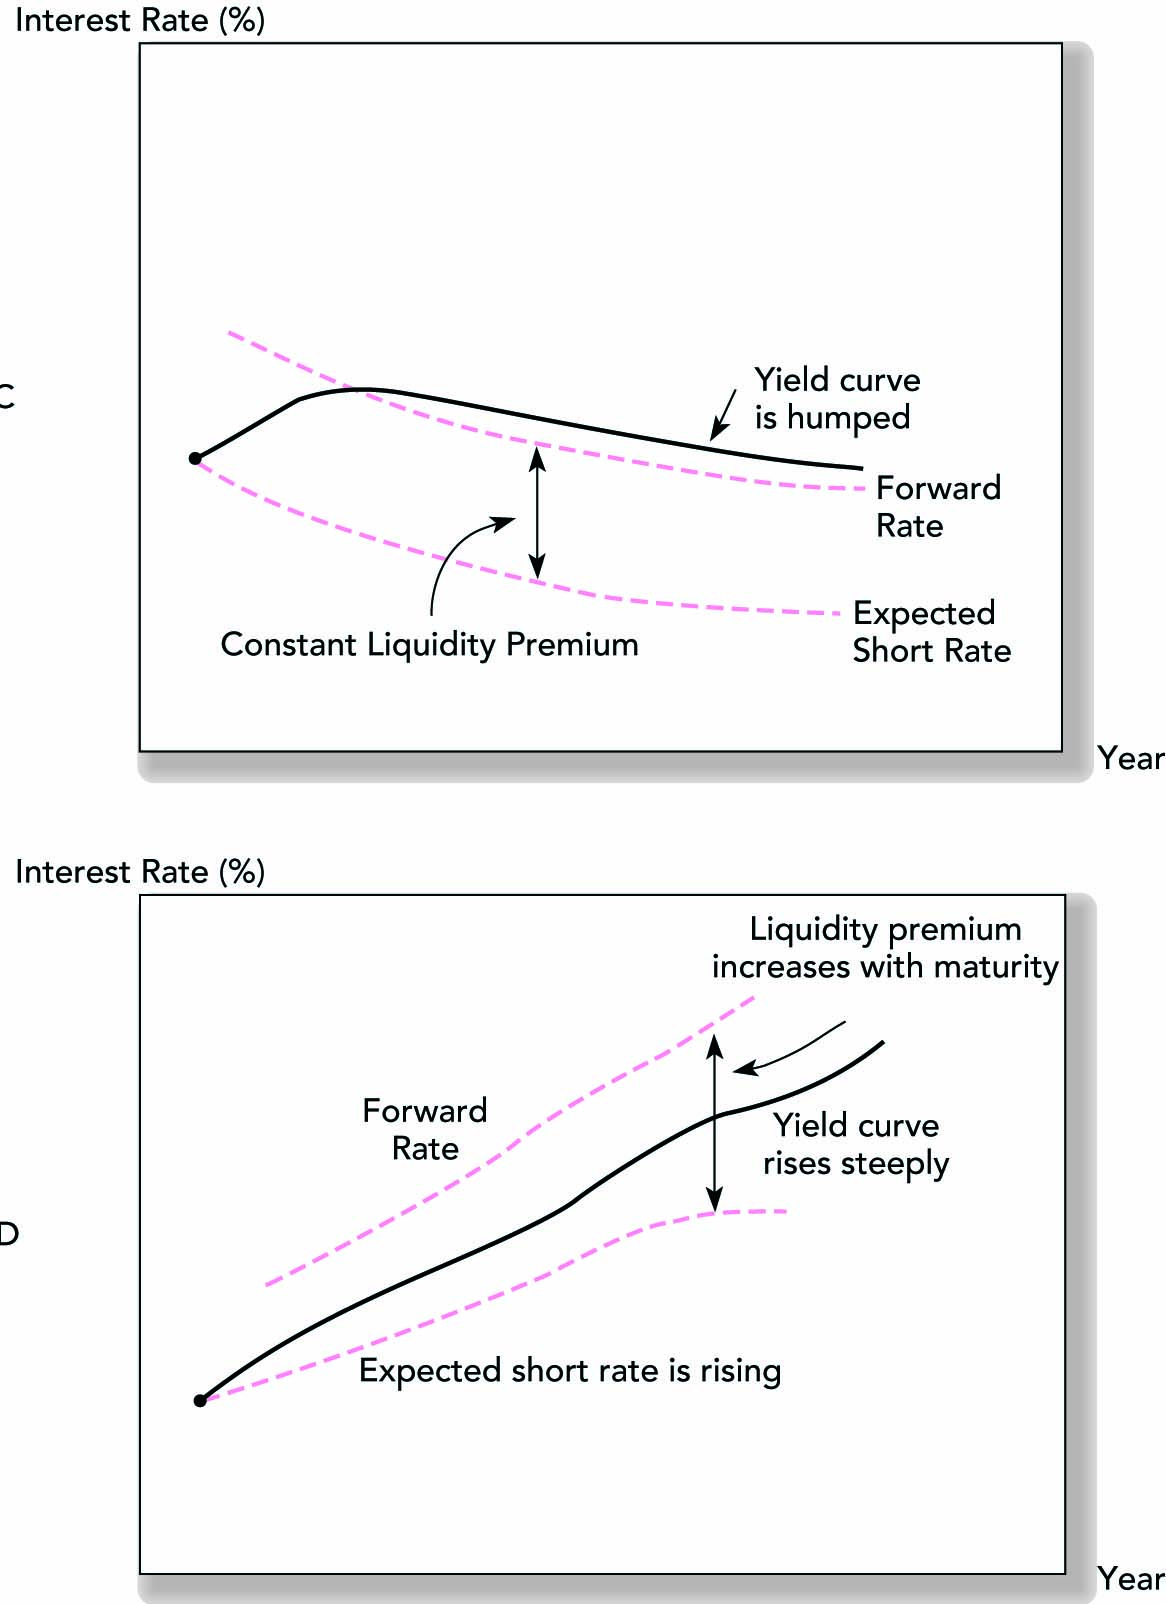 Interest Rate (%)
C
Yield curve
is humped
Forward
Rate
Expected
Short Rate
Constant Liquidity Premium
Year
Interest Rate (%)
Liquidity premium
increases with maturity
Forward
Rate
Yield curve
rises steeply
D
Expected short rate is rising
Year